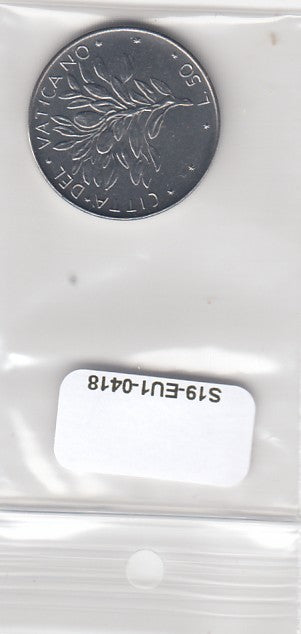 CITTA' DEL VATICANO
L.50
S19-EU1-0418